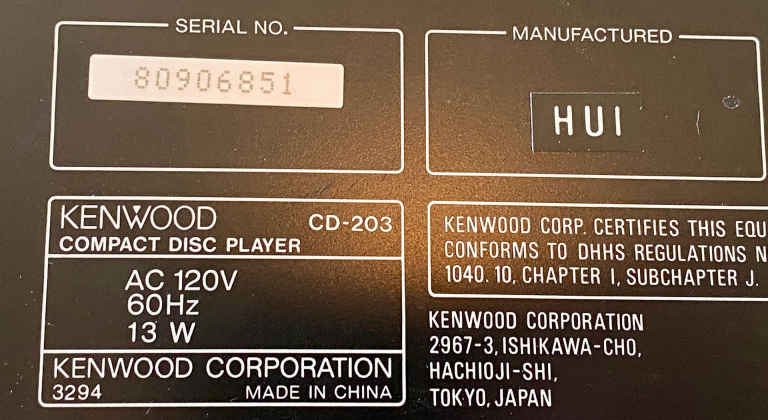 SERIAL NO.
80906851
MANUFACTURED
HUI
KENWOOD CD-203
COMPACT DISC PLAYER
AC 120V
60Hz
13 W
KENWOOD CORPORATION
3294 MADE IN CHINA
KENWOOD CORP. CERTIFIES THIS EQU
CONFORMS TO DHHS REGULATIONS N
1040.10, CHAPTER I, SUBCHAPTER J.
KENWOOD CORPORATION
2967-3, ISHIKAWA-CHO,
HACHIOJI-SHI,
TOKYO, JAPAN